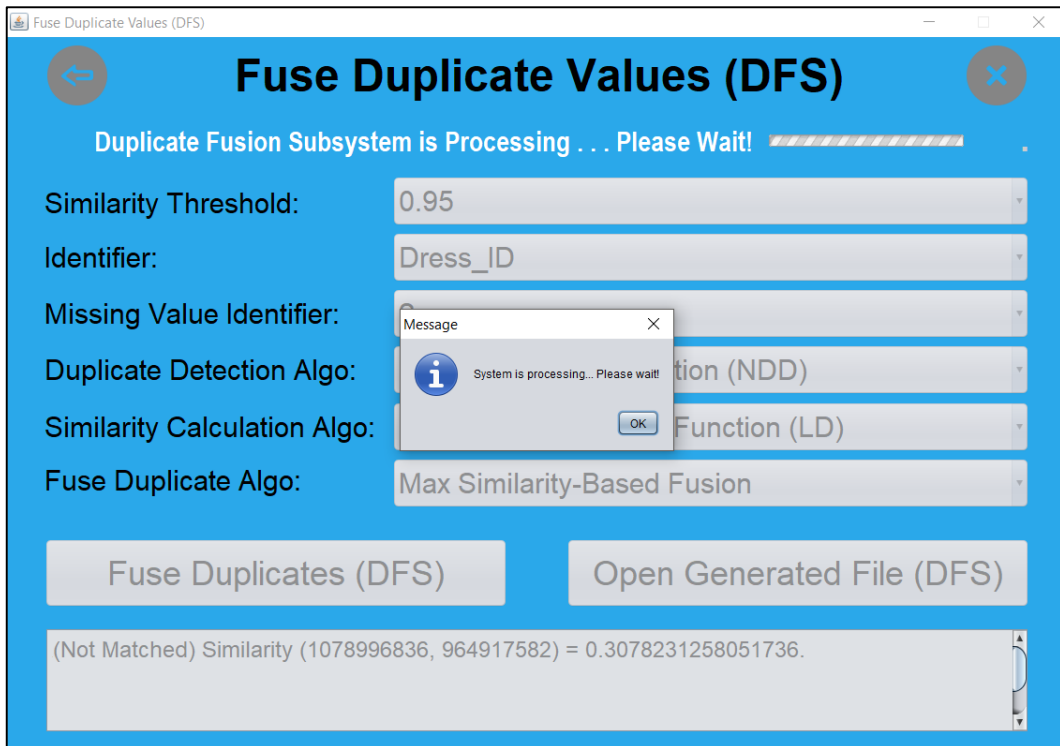 Fuse Duplicate Values (DFS)
Fuse Duplicate Values (DFS)
Duplicate Fusion Subsystem is Processing . . . Please Wait!
Similarity Threshold:
0.95
Identifier:
Dress_ID
Missing Value Identifier:
Message
System is processing... Please wait!
OK
Duplicate Detection Algo:
tion (NDD)
Similarity Calculation Algo:
Function (LD)
Fuse Duplicate Algo:
Max Similarity-Based Fusion
Fuse Duplicates (DFS)
Open Generated File (DFS)
(Not Matched) Similarity (1078996836, 964917582) = 0.3078231258051736.